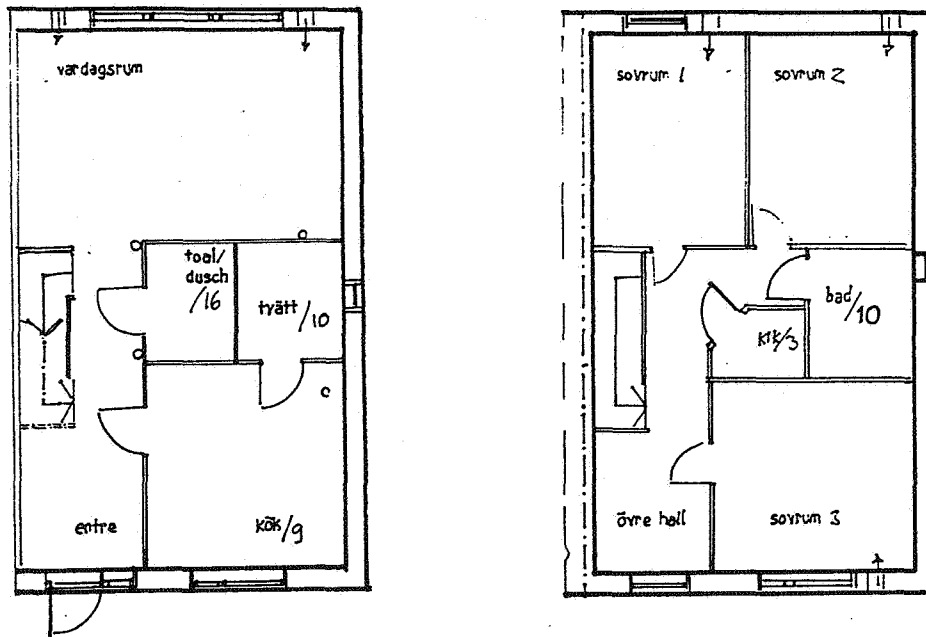 vardagsrum
toal/
dusch
/16
tvätt/10
entre
kök/9
sovrum 1
sovrum 2
bad/10
klk/3
övre hall
sovrum 3